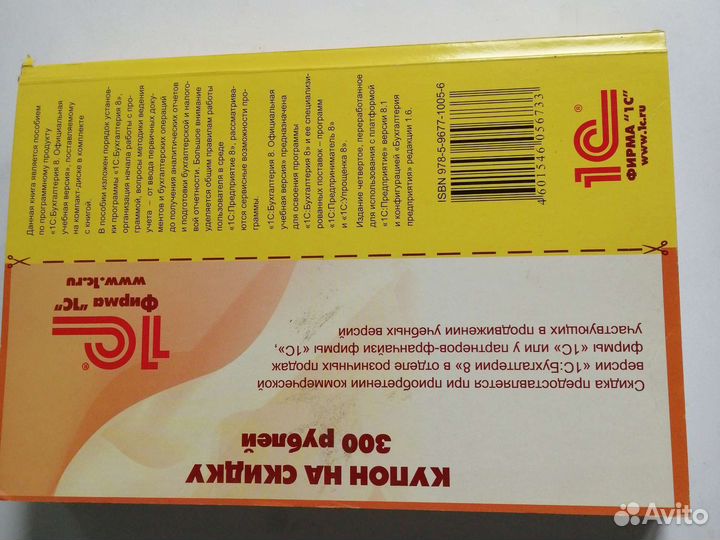 Данная книга является пособием
по программному продукту
«1С:Бухгалтерия 8. Официальная
учебная версия», поставляемому
на компакт-диске в комплекте
с книгой.
В пособии изложен порядок установ-
ки программы «1С:Бухгалтерия 8»,
организация начала работы с про-
граммой, вопросы методики ведения
учета – от ввода первичных доку-
ментов и бухгалтерских операций
до получения аналитических отчетов
и подготовки бухгалтерской и налого-
вой отчетности. Большое внимание
уделяется общим правилам работы
пользователя в среде
«1С:Предприятие 8», рассматрива-
ются сервисные возможности про-
граммы.
«1С:Бухгалтерия 8. Официальная
учебная версия» предназначена
для освоения программы
«1С:Бухгалтерия 8» и ее специализи-
рованных поставок – программ
«1С:Предприниматель 8»
и «1С:Упрощенка 8».
Издание четвертое, переработанное
для использования с платформой
«1С:Предприятие» версии 8.1
и конфигурацией «Бухгалтерия
предприятия» редакции 1.6.
ISBN 978-5-9677-1005-6
4601546056733
1С®
ФИРМА "1С"
www.1c.ru
КУПОН НА СКИДКУ
300 рублей
Скидка предоставляется при приобретении коммерческой
версии «1С:Бухгалтерии 8» в отделе розничных продаж
фирмы «1С» или у партнеров-франчайзи фирмы «1С»,
участвующих в продвижении учебных версий
1С®
Фирма "1С"
www.1c.ru
Avito